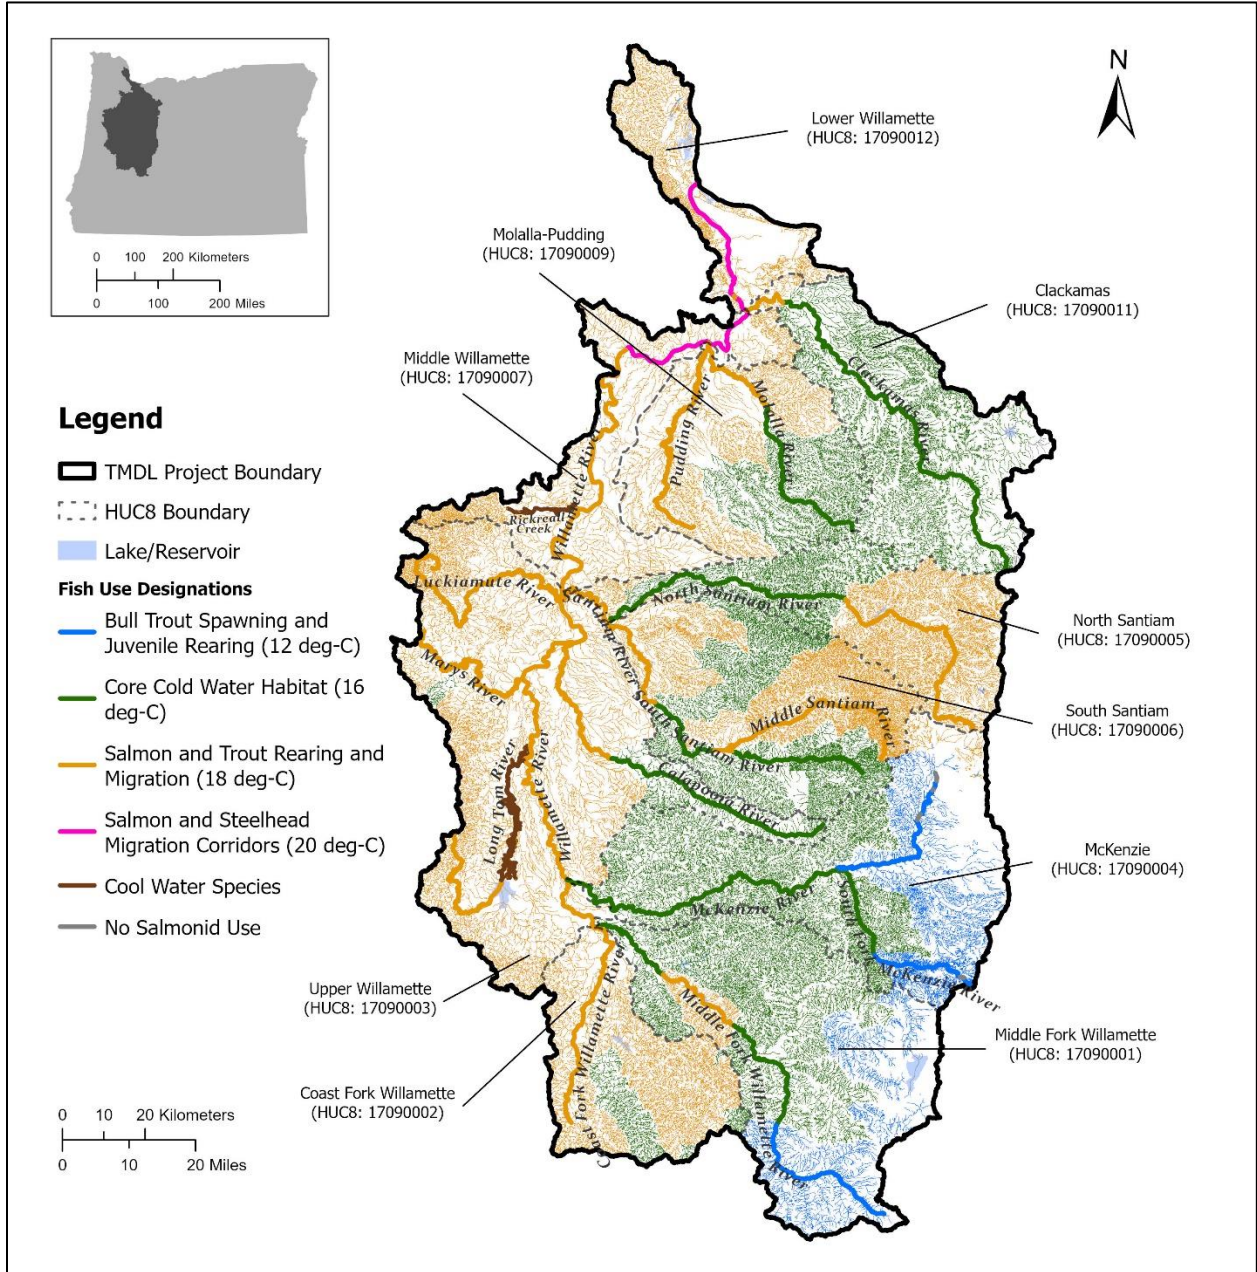 N
Lower Willamette
(HUC8: 17090012)
0 100 200 Kilometers
0 100 200 Miles
Molalla-Pudding
(HUC8: 17090009)
Clackamas
(HUC8: 17090011)
Middle Willamette
(HUC8: 17090007)
Legend
TMDL Project Boundary
HUC8 Boundary
Lake/Reservoir
Fish Use Designations
Bull Trout Spawning and
Juvenile Rearing (12 deg-C)
Core Cold Water Habitat (16
deg-C)
Salmon and Trout Rearing and
Migration (18 deg-C)
Salmon and Steelhead
Migration Corridors (20 deg-C)
Cool Water Species
No Salmonid Use
Clackamas River
Molalla River
Pudding River
Willamette River
Rickreall
Creek
Luckiamute River
Santiam River
North Santiam River
North Santiam
(HUC8: 17090005)
Marys River
Middle Santiam River
South Santiam River
South Santiam
(HUC8: 17090006)
Long Tom River
Willamette River
Calapooia River
McKenzie
(HUC8: 17090004)
McKenzie River
South Fork McKenzie River
Upper Willamette
(HUC8: 17090003)
Middle Fork Willamette River
Middle Fork Willamette
(HUC8: 17090001)
Coast Fork Willamette River
Coast Fork Willamette
(HUC8: 17090002)
0 10 20 Kilometers
0 10 20 Miles